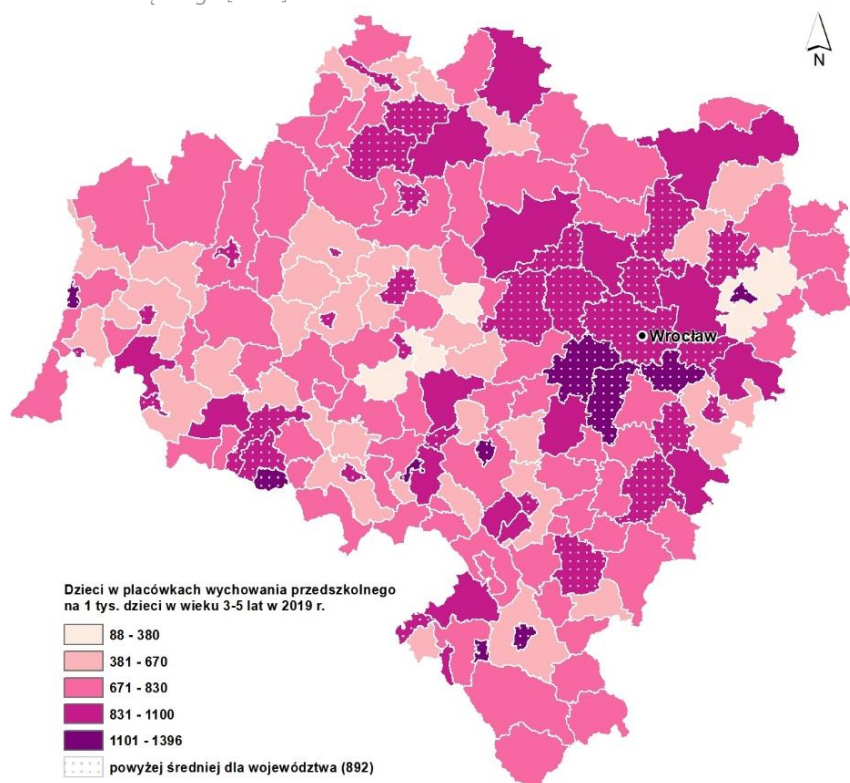 N
Wrocław
Dzieci w placówkach wychowania przedszkolnego
na 1 tys. dzieci w wieku 3-5 lat w 2019 r.
88 - 380
381 - 670
671 - 830
831 - 1100
1101 - 1396
powyżej średniej dla województwa (892)